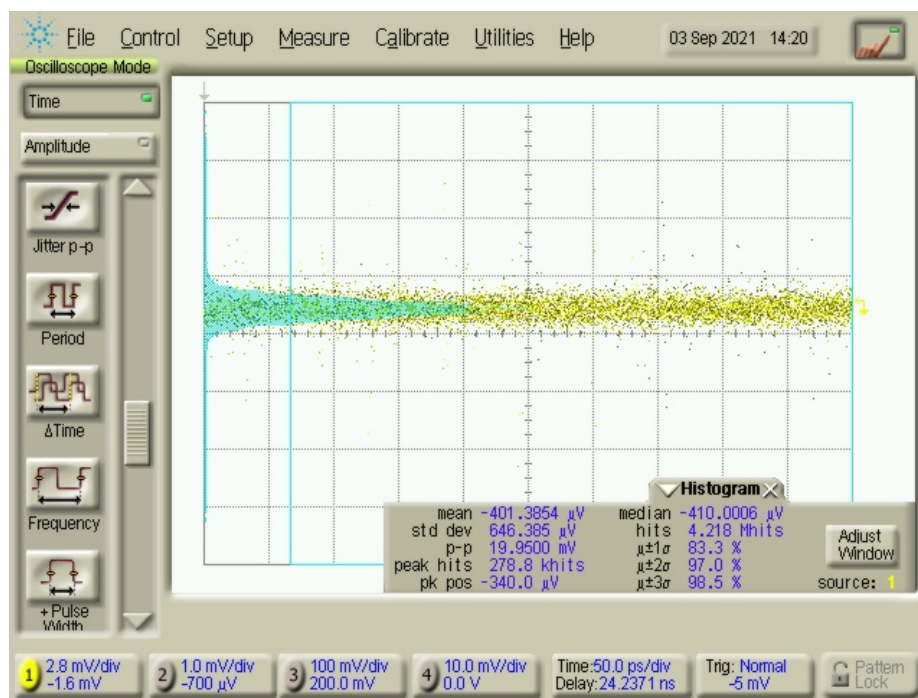 File Control Setup Measure Calibrate Utilities Help 03 Sep 2021 14:20
Oscilloscope Mode
Time
Amplitude
Jitter p-p
Period
ΔTime
Frequency
+ Pulse
Width
Histogram
mean -401.3854 µV median -410.0006 µV
std dev 646.385 µV hits 4.218 Mhits
p-p 19.9500 mV µ±1σ 83.3 %
peak hits 278.8 khits µ±2σ 97.0 %
pk pos -340.0 µV µ±3σ 98.5 %
Adjust
Window
source: 1
1 2.8 mV/div
-1.6 mV
2 1.0 mV/div
-700 µV
3 100 mV/div
200.0 mV
4 10.0 mV/div
0.0 V
Time:50.0 ps/div
Delay:24.2371 ns
Trig: Normal
-5 mV
Pattern
Lock